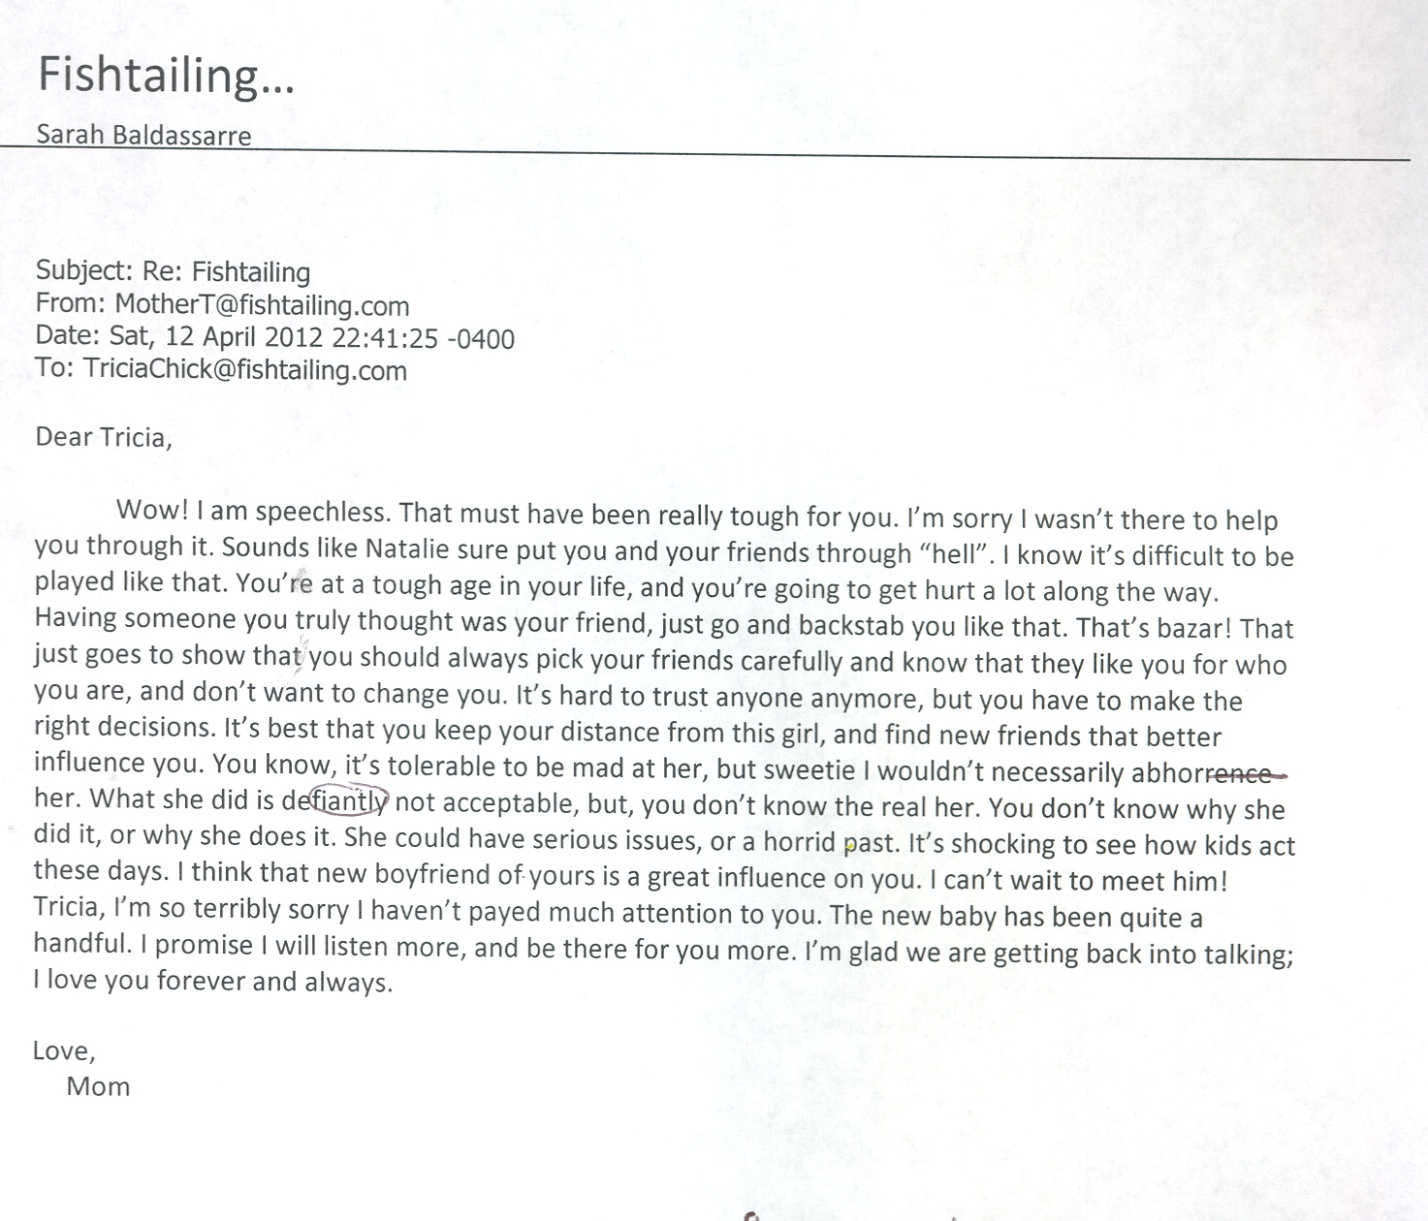 Fishtailing...
Sarah Baldassarre
Subject: Re: Fishtailing
From: MotherT@fishtailing.com
Date: Sat, 12 April 2012 22:41:25 -0400
To: TriciaChick@fishtailing.com
Dear Tricia,
Wow! I am speechless. That must have been really tough for you. I'm sorry I wasn't there to help
you through it. Sounds like Natalie sure put you and your friends through “hell”. I know it's difficult to be
played like that. You're at a tough age in your life, and you're going to get hurt a lot along the way.
Having someone you truly thought was your friend, just go and backstab you like that. That's bazar! That
just goes to show that you should always pick your friends carefully and know that they like you for who
you are, and don't want to change you. It's hard to trust anyone anymore, but you have to make the
right decisions. It's best that you keep your distance from this girl, and find new friends that better
influence you. You know, it's tolerable to be mad at her, but sweetie I wouldn't necessarily abhorrence
her. What she did is defiantly not acceptable, but, you don't know the real her. You don't know why she
did it, or why she does it. She could have serious issues, or a horrid past. It's shocking to see how kids act
these days. I think that new boyfriend of yours is a great influence on you. I can't wait to meet him!
Tricia, I'm so terribly sorry I haven't payed much attention to you. The new baby has been quite a
handful. I promise I will listen more, and be there for you more. I'm glad we are getting back into talking;
I love you forever and always.
Love,
Mom